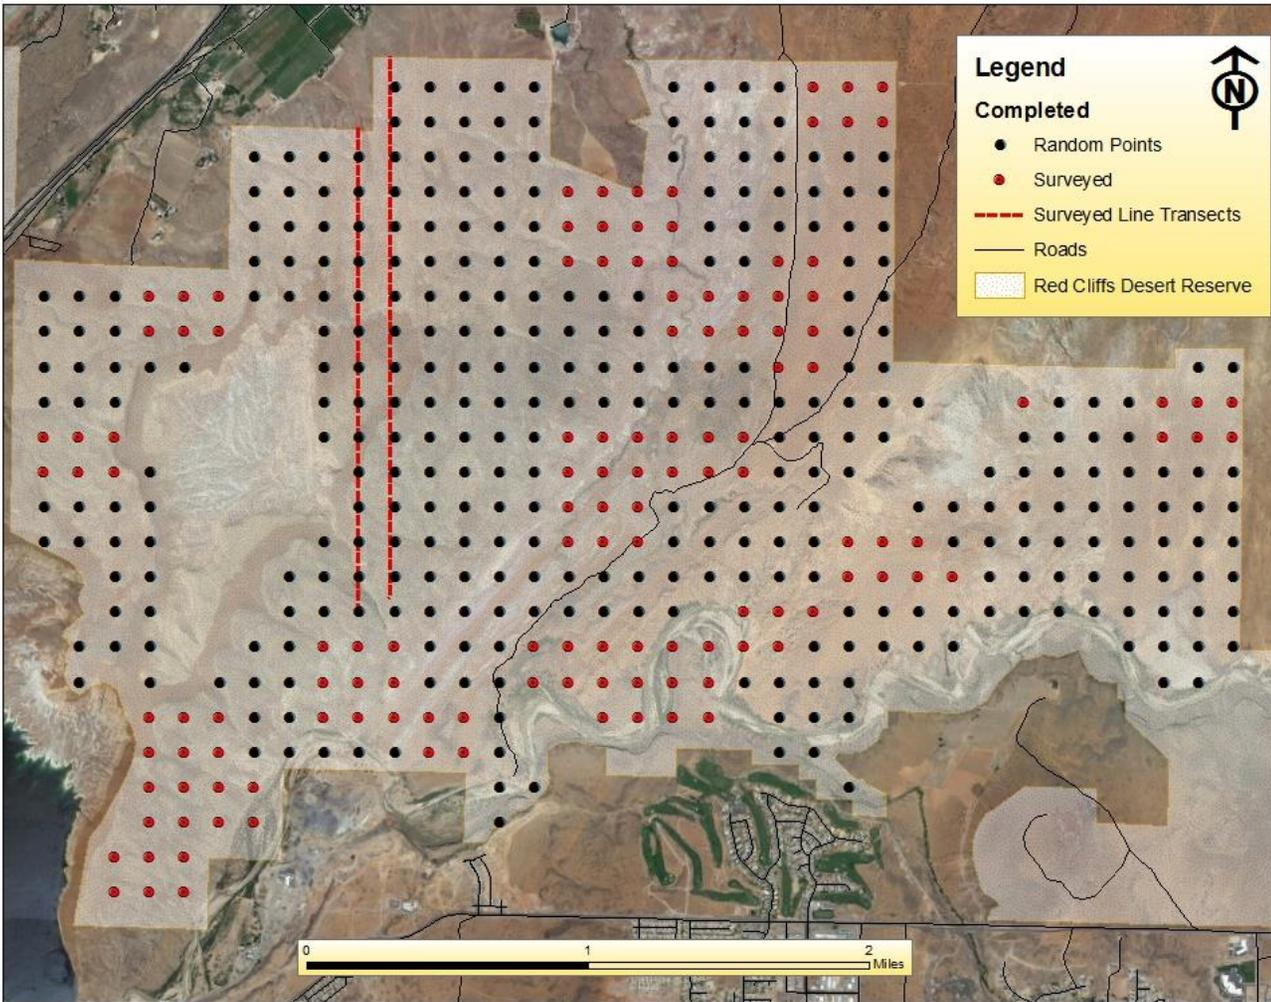 Legend
N
Completed
Random Points
Surveyed
Surveyed Line Transects
Roads
Red Cliffs Desert Reserve
0 1 2
Miles